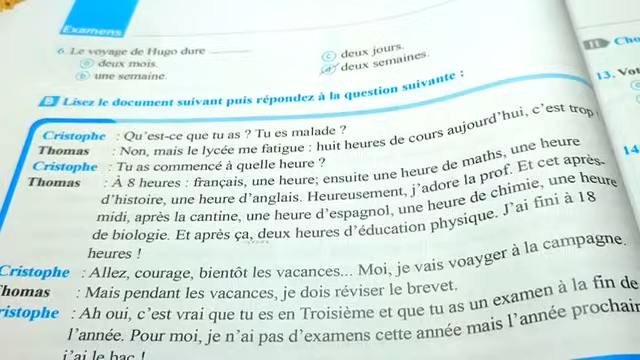 Examens
6. Le voyage de Hugo dure
a deux mois.
b une semaine.
c deux jours.
d deux semaines.
B Lisez le document suivant puis répondez à la question suivante :
Cristophe : Qu'est-ce que tu as ? Tu es malade ?
Thomas : Non, mais le lycée me fatigue : huit heures de cours aujourd'hui, c'est trop
Cristophe : Tu as commencé à quelle heure ?
Thomas : À 8 heures : français, une heure; ensuite une heure de maths, une heure
d'histoire, une heure d'anglais. Heureusement, j'adore la prof. Et cet après-
midi, après la cantine, une heure d'espagnol, une heure de chimie, une heure
de biologie. Et après ça, deux heures d'éducation physique. J'ai fini à 18
heures !
Cristophe : Allez, courage, bientôt les vacances... Moi, je vais voayger à la campagne.
homas : Mais pendant les vacances, je dois réviser le brevet.
ristophe : Ah oui, c'est vrai que tu es en Troisième et que tu as un examen à la fin de
l'année. Pour moi, je n'ai pas d'examens cette année mais l'année prochain
j'ai le bac !
II Cho
13. Vot
14